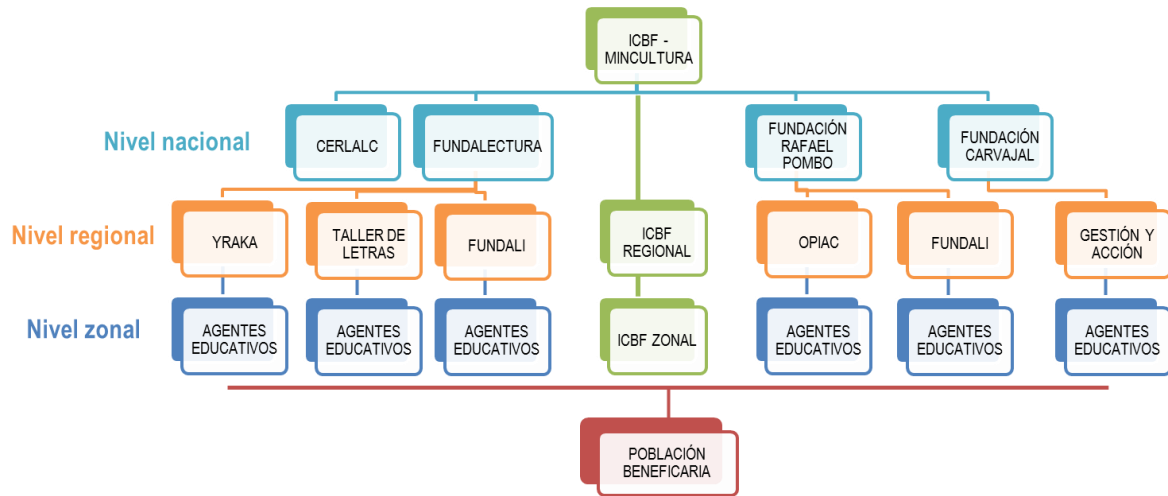 ICBF -
MINCULTURA
Nivel nacional
CERLALC
FUNDALECTURA
FUNDACIÓN
RAFAEL
POMBO
FUNDACIÓN
CARVAJAL
Nivel regional
YRAKA
TALLER DE
LETRAS
FUNDALI
ICBF
REGIONAL
OPIAC
FUNDALI
GESTIÓN Y
ACCIÓN
Nivel zonal
AGENTES
EDUCATIVOS
AGENTES
EDUCATIVOS
AGENTES
EDUCATIVOS
ICBF ZONAL
AGENTES
EDUCATIVOS
AGENTES
EDUCATIVOS
AGENTES
EDUCATIVOS
POBLACIÓN
BENEFICARIA